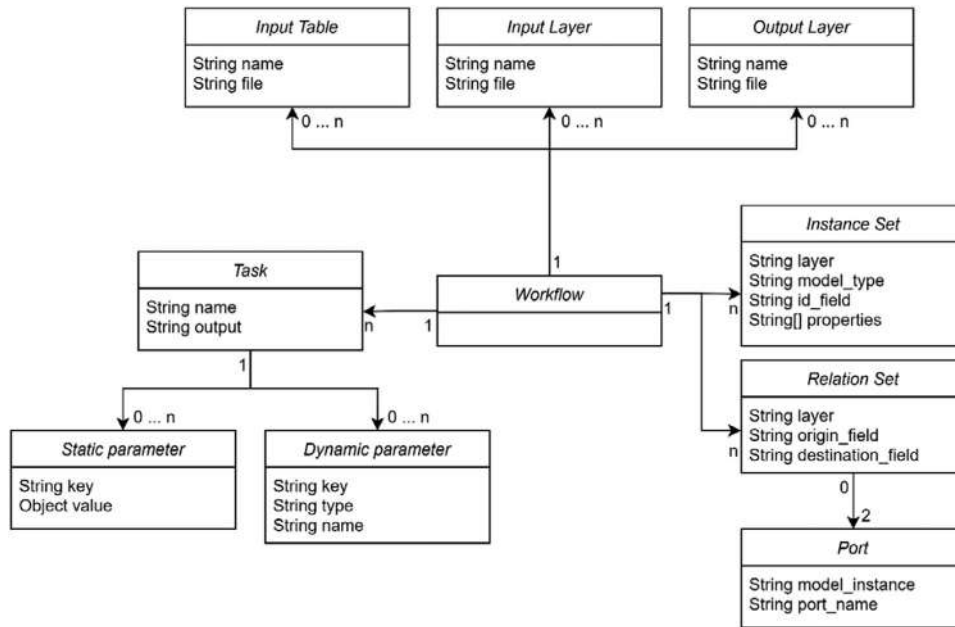 Input Table
String name
String file
0 ... n
Input Layer
String name
String file
0 ... n
Output Layer
String name
String file
0 ... n
Instance Set
String layer
String model_type
String id_field
String[] properties
n
Task
String name
String output
n
1
1
Workflow
1
1
Relation Set
String layer
String origin_field
String destination_field
n
0
2
0 ... n
0 ... n
Static parameter
String key
Object value
Dynamic parameter
String key
String type
String name
Port
String model_instance
String port_name